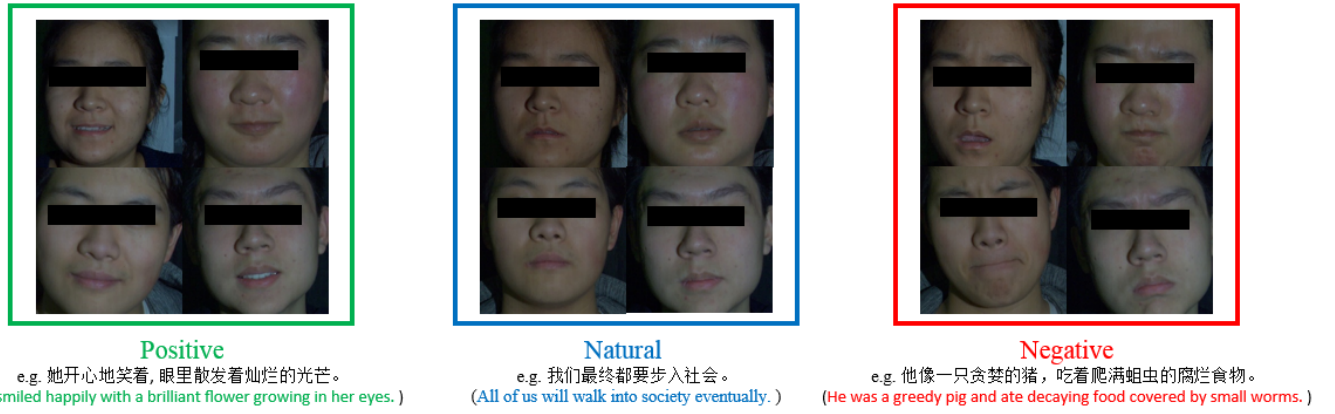 Positive
e.g. 她开心地笑着, 眼里散发着灿烂的光芒。
smiled happily with a brilliant flower growing in her eyes. )
Natural
e.g. 我们最终都要步入社会。
(All of us will walk into society eventually. )
Negative
e.g. 他像一只贪婪的猪，吃着爬满蛆虫的腐烂食物。
(He was a greedy pig and ate decaying food covered by small worms. )